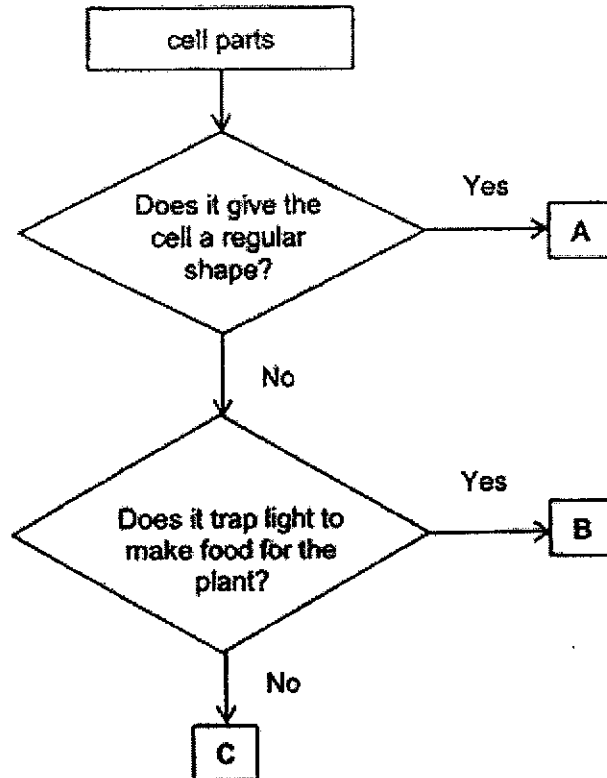 cell parts
Does it give the
cell a regular
shape?
Yes
A
No
Does it trap light to
make food for the
plant?
Yes
B
No
C